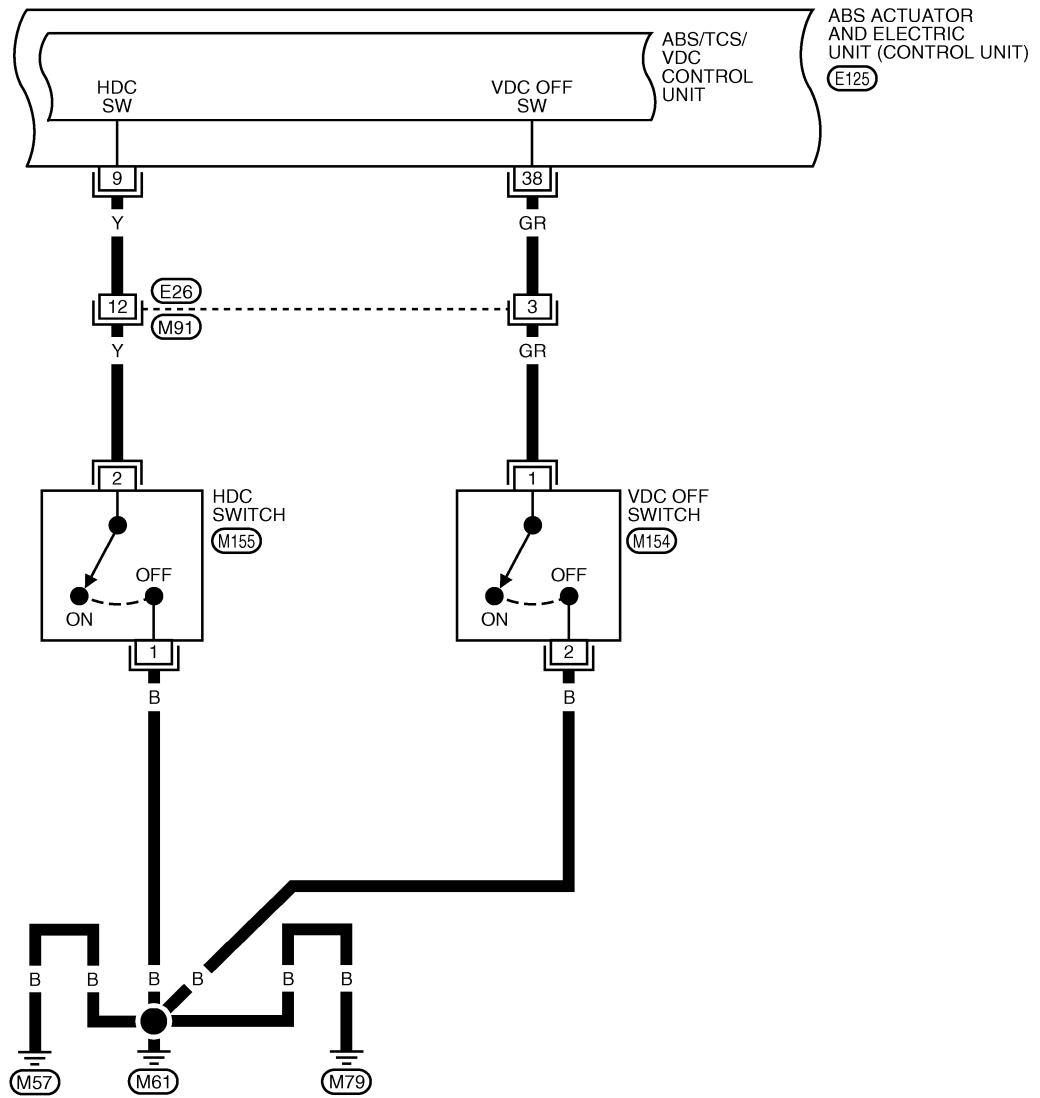 ABS ACTUATOR
AND ELECTRIC
UNIT (CONTROL UNIT)
E125
ABS/TCS/
VDC
CONTROL
UNIT
HDC
SW
VDC OFF
SW
9
38
Y
GR
12
E26
M91
3
Y
GR
2
1
HDC
SWITCH
M155
VDC OFF
SWITCH
M154
OFF
ON
OFF
ON
1
2
B
B
B
B
B
B
B
B
M57
M61
M79